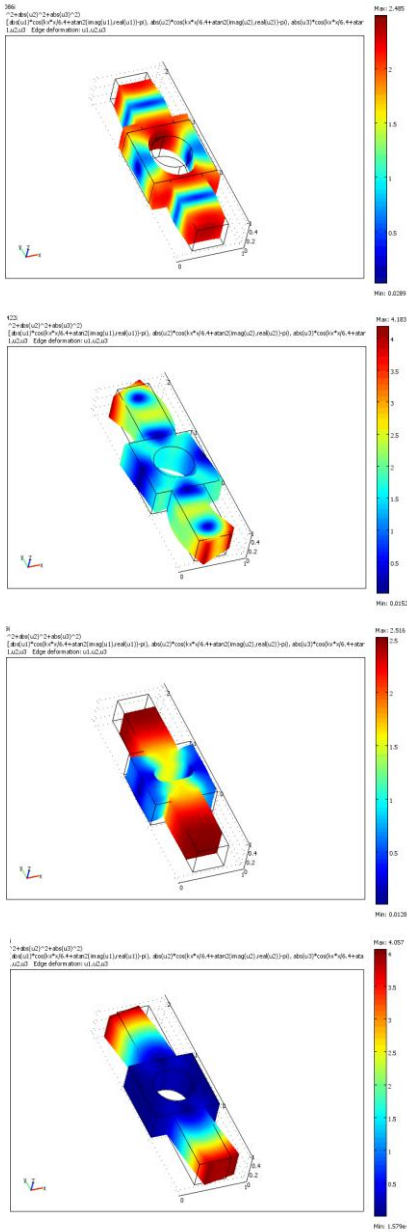 Max: 2.485
^2+abs(u2)^2+abs(u3)^2)
[abs(u1)*cos(kx*x/6.4+atan2(imag(u1),real(u1))-pi), abs(u2)*cos(kx*x/6.4+atan2(imag(u2),real(u2))-pi), abs(u3)*cos(kx*x/6.4+atar
1,u2,u3 Edge deformation: u1,u2,u3
2
1.5
1
0.5
0
1
0.4
0.2
0
Min: 0.0289
Max: 4.183
^2+abs(u2)^2+abs(u3)^2)
[abs(u1)*cos(kx*x/6.4+atan2(imag(u1),real(u1))-pi), abs(u2)*cos(kx*x/6.4+atan2(imag(u2),real(u2))-pi), abs(u3)*cos(kx*x/6.4+atar
1,u2,u3 Edge deformation: u1,u2,u3
4
3.5
3
2.5
2
1.5
1
0.5
0
1
0.4
0.2
0
Min: 0.0152
Max: 2.516
^2+abs(u2)^2+abs(u3)^2)
[abs(u1)*cos(kx*x/6.4+atan2(imag(u1),real(u1))-pi), abs(u2)*cos(kx*x/6.4+atan2(imag(u2),real(u2))-pi), abs(u3)*cos(kx*x/6.4+atar
1,u2,u3 Edge deformation: u1,u2,u3
2.5
2
1.5
1
0.5
0
1
0.4
0.2
0
Min: 0.0128
Max: 4.057
^2+abs(u2)^2+abs(u3)^2)
[abs(u1)*cos(kx*x/6.4+atan2(imag(u1),real(u1))-pi), abs(u2)*cos(kx*x/6.4+atan2(imag(u2),real(u2))-pi), abs(u3)*cos(kx*x/6.4+ata
,u2,u3 Edge deformation: u1,u2,u3
4
3.5
3
2.5
2
1.5
1
0.5
0
1
0.4
0.2
0
Min: 1.579e